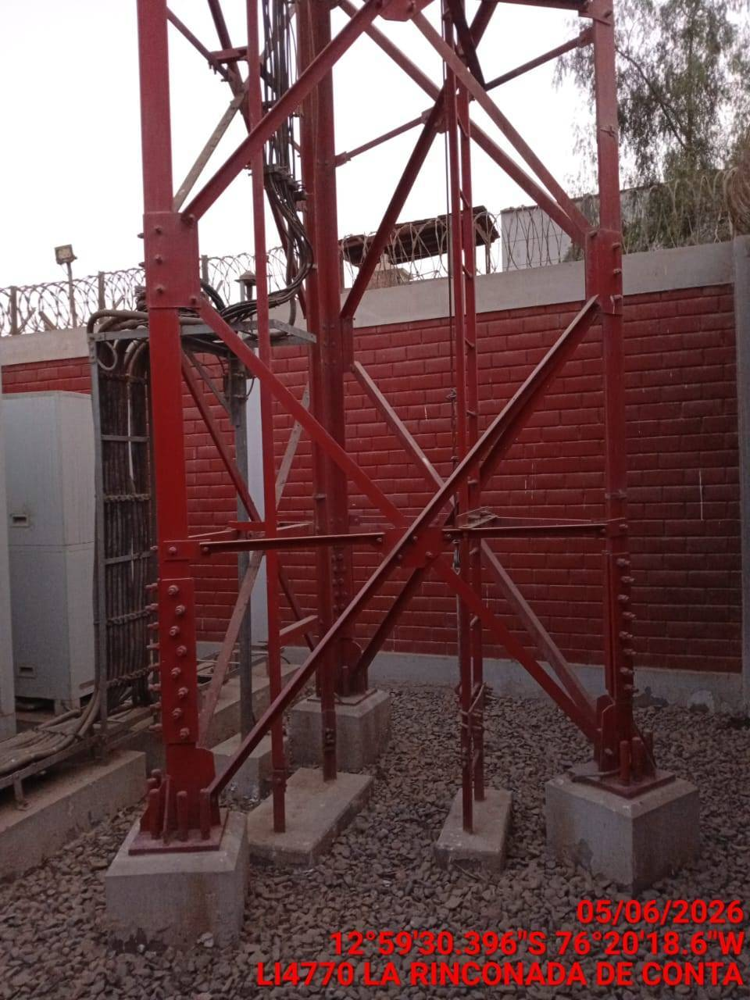 05/06/2026
12°59'30.396"S 76°20'18.6"W
LI4770 LA RINCONADA DE CONTA